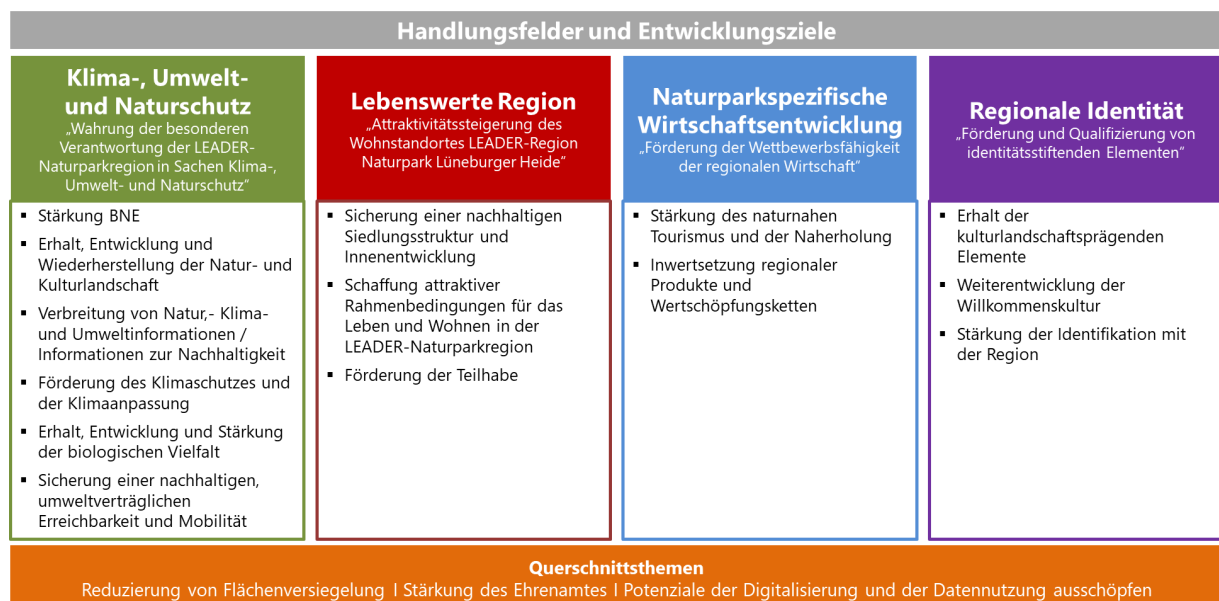 Handlungsfelder und Entwicklungsziele
Klima-, Umwelt-
und Naturschutz
„Wahrung der besonderen
Verantwortung der LEADER-
Naturparkregion in Sachen Klima-,
Umwelt- und Naturschutz“
▪ Stärkung BNE
▪ Erhalt, Entwicklung und
Wiederherstellung der Natur- und
Kulturlandschaft
▪ Verbreitung von Natur,- Klima-
und Umweltinformationen /
Informationen zur Nachhaltigkeit
▪ Förderung des Klimaschutzes und
der Klimaanpassung
▪ Erhalt, Entwicklung und Stärkung
der biologischen Vielfalt
▪ Sicherung einer nachhaltigen,
umweltverträglichen
Erreichbarkeit und Mobilität
Lebenswerte Region
„Attraktivitätssteigerung des
Wohnstandortes LEADER-Region
Naturpark Lüneburger Heide“
▪ Sicherung einer nachhaltigen
Siedlungsstruktur und
Innenentwicklung
▪ Schaffung attraktiver
Rahmenbedingungen für das
Leben und Wohnen in der
LEADER-Naturparkregion
▪ Förderung der Teilhabe
Naturparkspezifische
Wirtschaftsentwicklung
„Förderung der Wettbewerbsfähigkeit
der regionalen Wirtschaft“
▪ Stärkung des naturnahen
Tourismus und der Naherholung
▪ Inwertsetzung regionaler
Produkte und
Wertschöpfungsketten
Regionale Identität
„Förderung und Qualifizierung von
identitätsstiftenden Elementen“
▪ Erhalt der
kulturlandschaftsprägenden
Elemente
▪ Weiterentwicklung der
Willkommenskultur
▪ Stärkung der Identifikation mit
der Region
Querschnittsthemen
Reduzierung von Flächenversiegelung I Stärkung des Ehrenamtes I Potenziale der Digitalisierung und der Datennutzung ausschöpfen